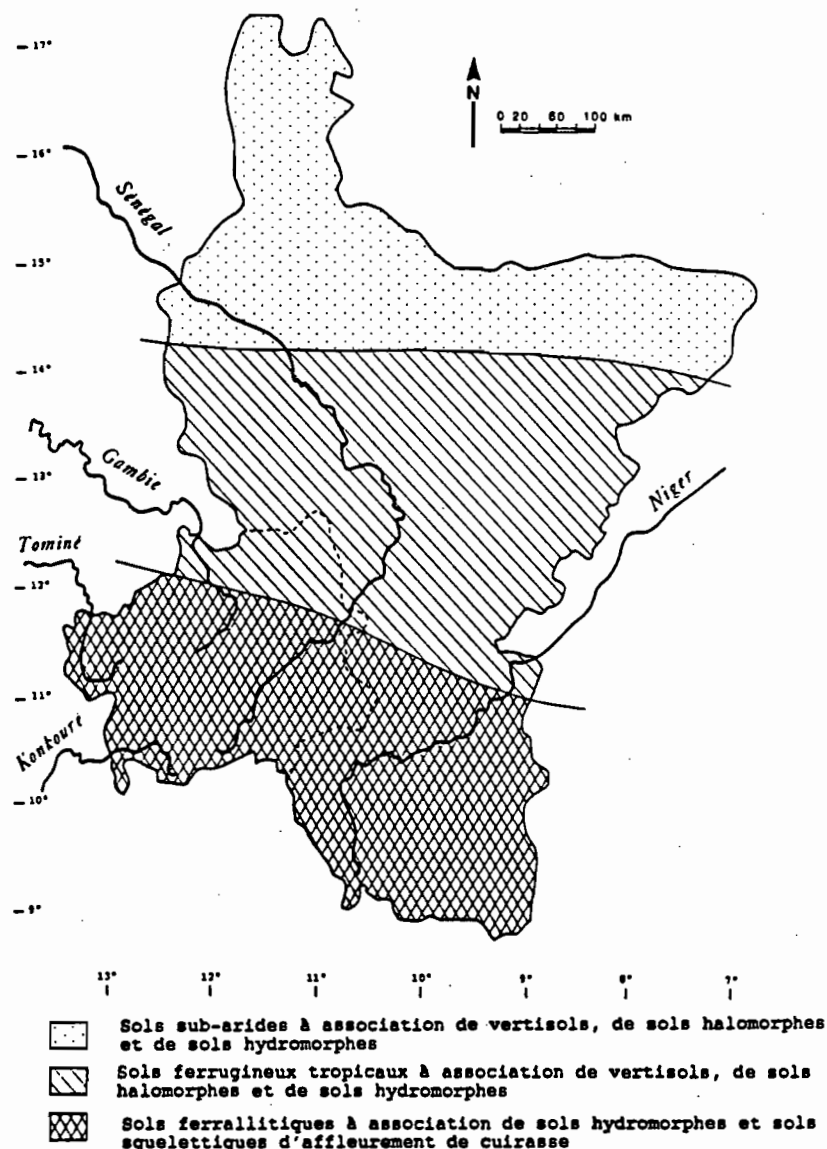 17°
N
0 20 60 100 km
16°
Sénégal
15°
14°
13°
Gambie
Niger
Tominé
12°
11°
Konkouré
10°
9°
13° 12° 11° 10° 9° 8° 7°
Sols sub-arides à association de vertisols, de sols halomorphes
et de sols hydromorphes
Sols ferrugineux tropicaux à association de vertisols, de sols
halomorphes et de sols hydromorphes
Sols ferrallitiques à association de sols hydromorphes et sols
squelettiques d'affleurement de cuirasse